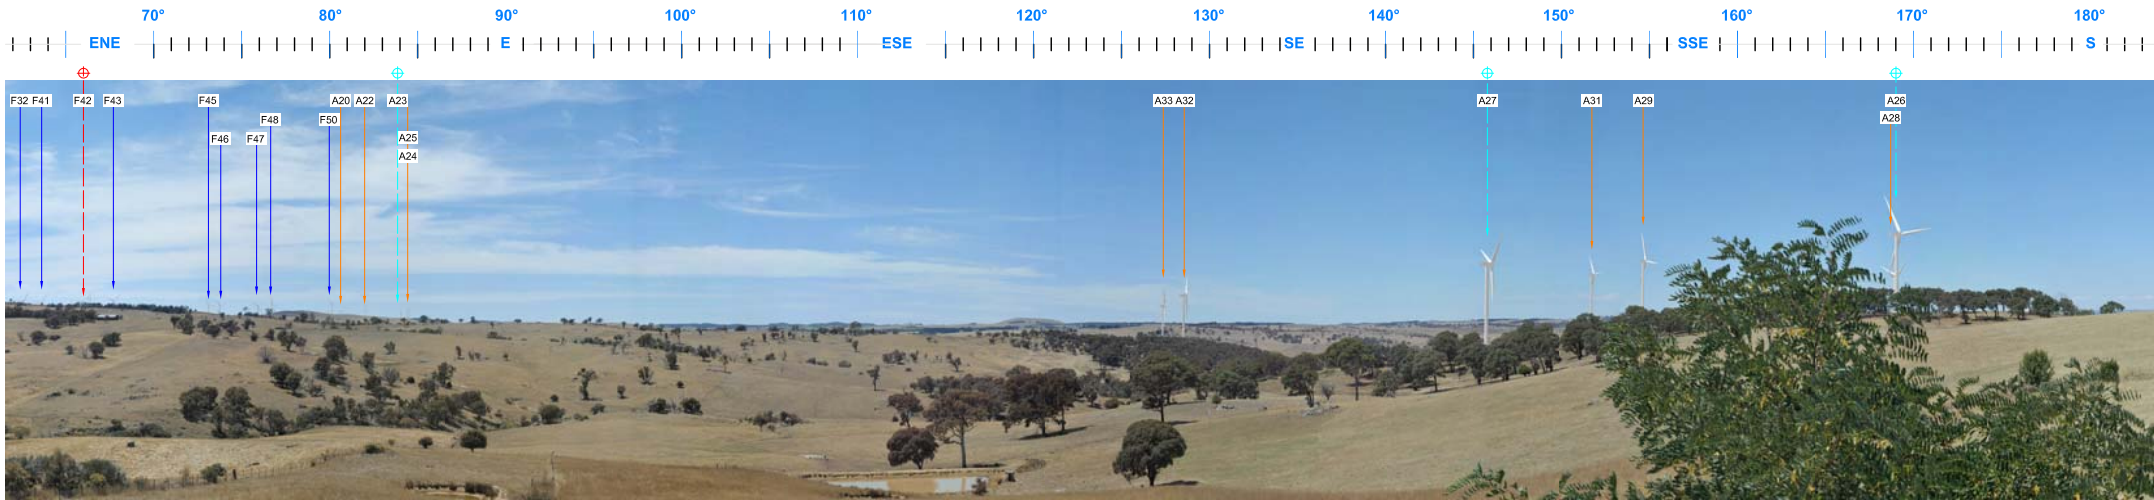 70° 80° 90° 100° 110° 120° 130° 140° 150° 160° 170° 180°
ENE E ESE SE SSE S
F32 F41 F42 F43 F45 A20 A22 A23 A33 A32 A27 A31 A29 A26
F48 F50 A28
F46 F47 A25
A24